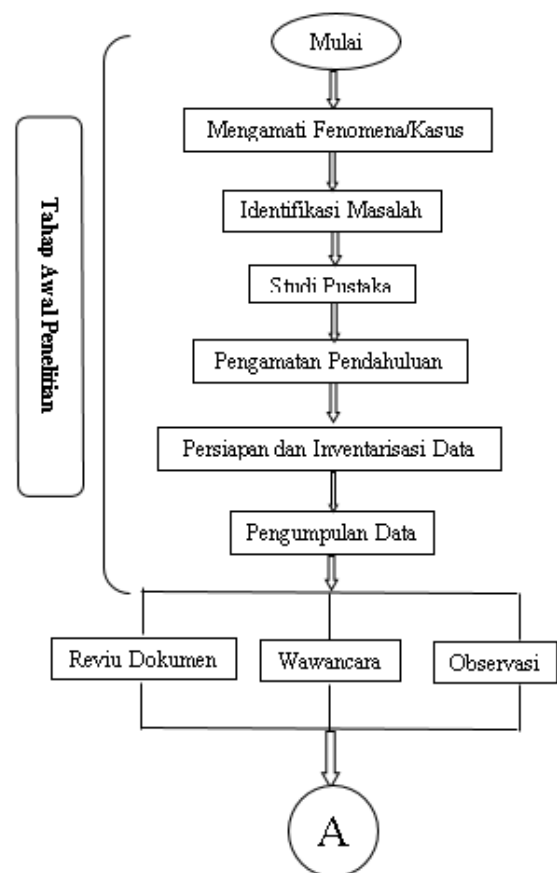 Mulai
Mengamati Fenomena/Kasus
Identifikasi Masalah
Studi Pustaka
Pengamatan Pendahuluan
Persiapan dan Inventarisasi Data
Pengumpulan Data
Tahap Awal Penelitian
Reviu Dokumen
Wawancara
Observasi
A